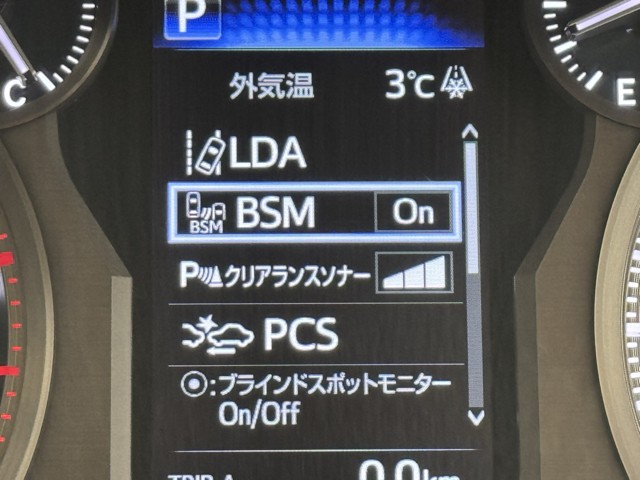 P
C
E
外気温 3℃
LDA
BSM BSM On
Pクリアランスソナー
PCS
⦿:ブラインドスポットモニター
On/Off
TRIP A 0.0km